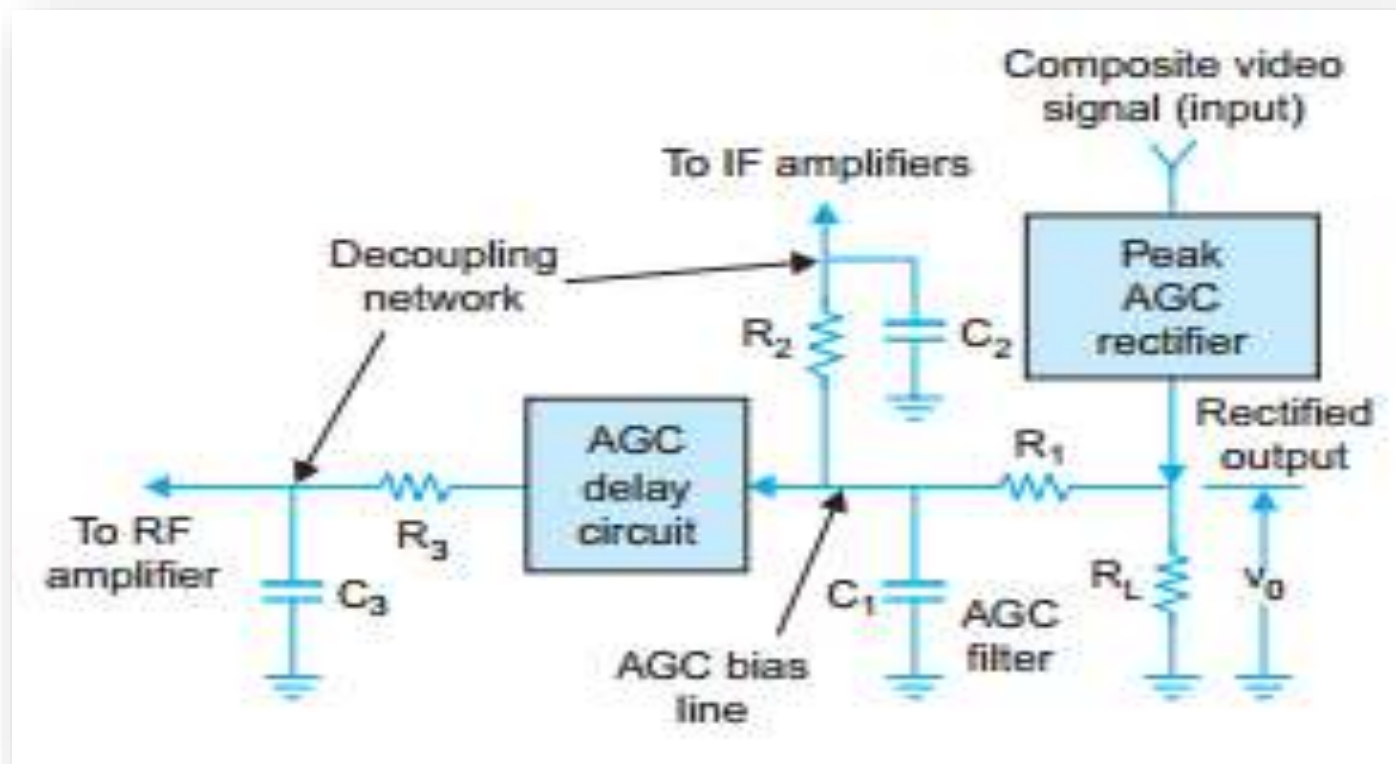 Composite video
signal (input)
To IF amplifiers
Decoupling
network
Peak
AGC
rectifier
R2
C2
Rectified
output
AGC
delay
circuit
R1
To RF
amplifier
R3
C3
C1
AGC
filter
RL
v0
AGC bias
line